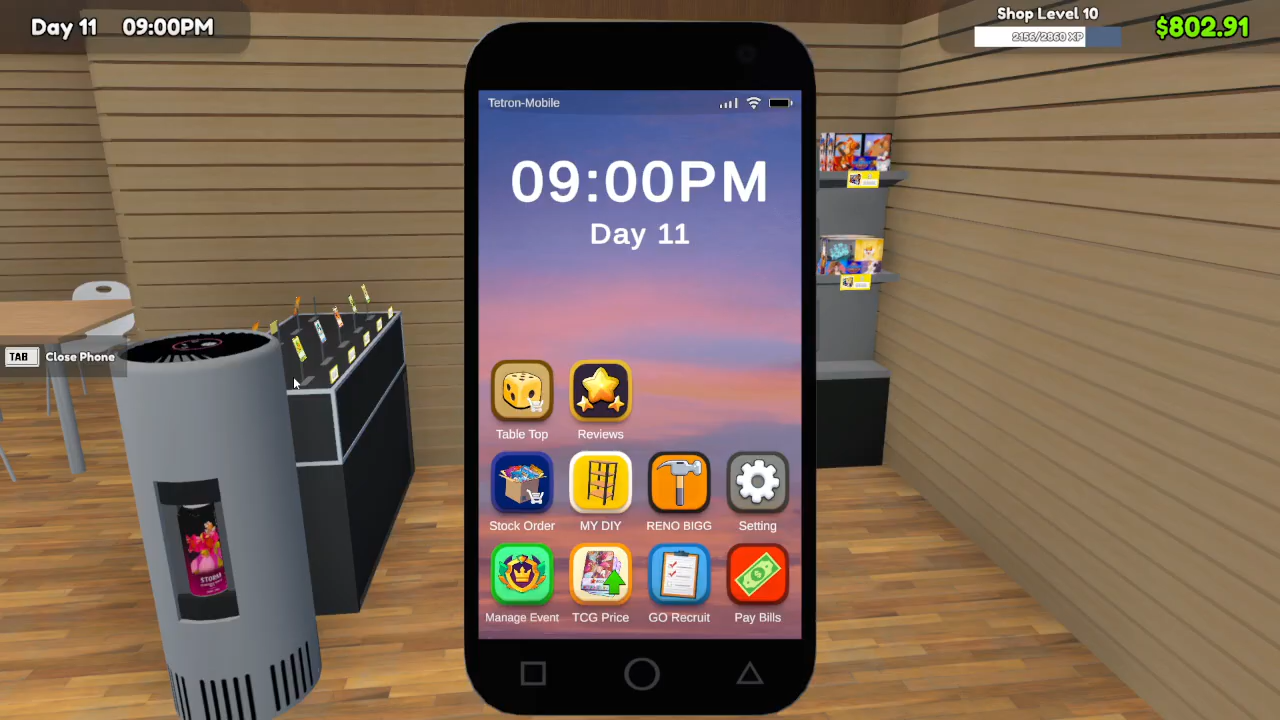 Day 11 09:00PM
Shop Level 10
2156/2860 XP
$802.91
Tetron-Mobile
09:00PM
Day 11
TAB Close Phone
Table Top Reviews
Stock Order MY DIY RENO BIGG Setting
Manage Event TCG Price GO Recruit Pay Bills
STORM